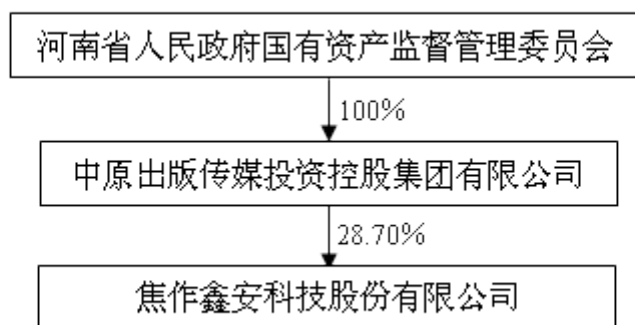 河南省人民政府国有资产监督管理委员会
100%
中原出版传媒投资控股集团有限公司
28.70%
焦作鑫安科技股份有限公司